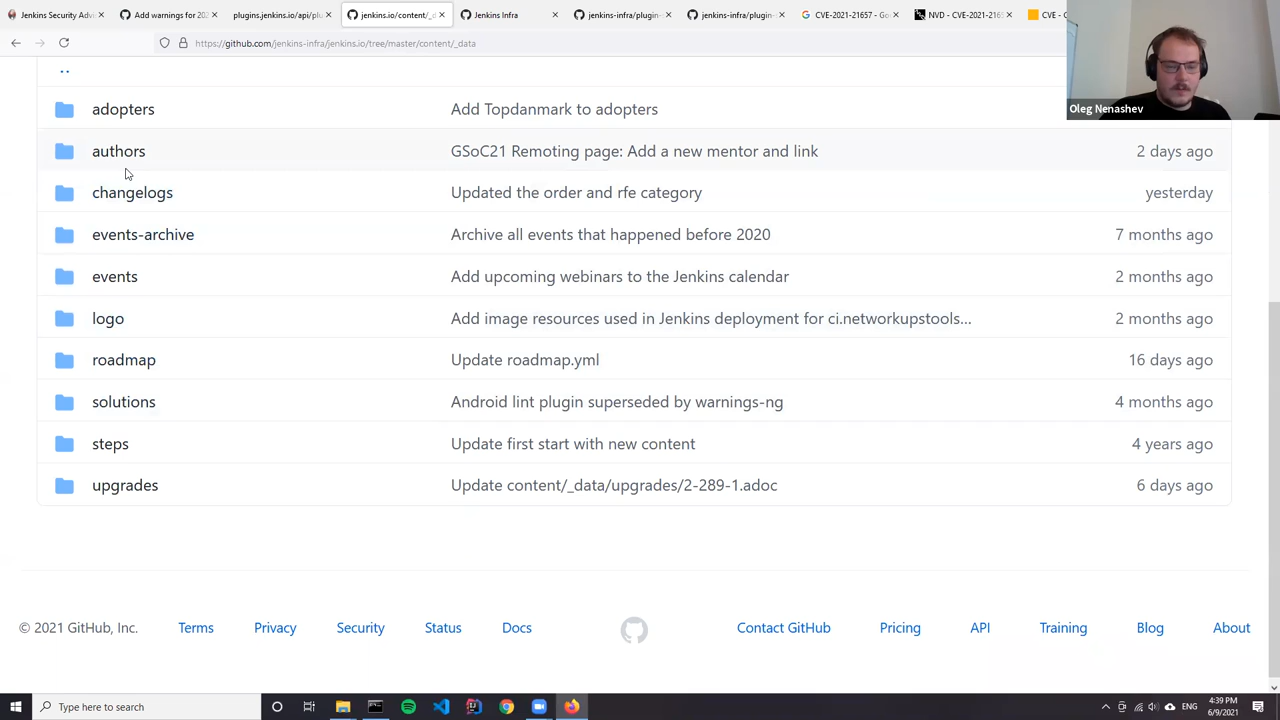 Jenkins Security Advi
Add warnings for 202
plugins.jenkins.io/api/plu
jenkins.io/content/_d
Jenkins Infra
jenkins-infra/plugin-
jenkins-infra/plugin-
CVE-2021-21657 - Go
NVD - CVE-2021-2165
CVE - C
https://github.com/jenkins-infra/jenkins.io/tree/master/content/_data
Oleg Nenashev
..
adopters Add Topdanmark to adopters
authors GSoC21 Remoting page: Add a new mentor and link 2 days ago
changelogs Updated the order and rfe category yesterday
events-archive Archive all events that happened before 2020 7 months ago
events Add upcoming webinars to the Jenkins calendar 2 months ago
logo Add image resources used in Jenkins deployment for ci.networkupstools... 2 months ago
roadmap Update roadmap.yml 16 days ago
solutions Android lint plugin superseded by warnings-ng 4 months ago
steps Update first start with new content 4 years ago
upgrades Update content/_data/upgrades/2-289-1.adoc 6 days ago
© 2021 GitHub, Inc. Terms Privacy Security Status Docs Contact GitHub Pricing API Training Blog About
Type here to search
ENG
4:39 PM
6/9/2021